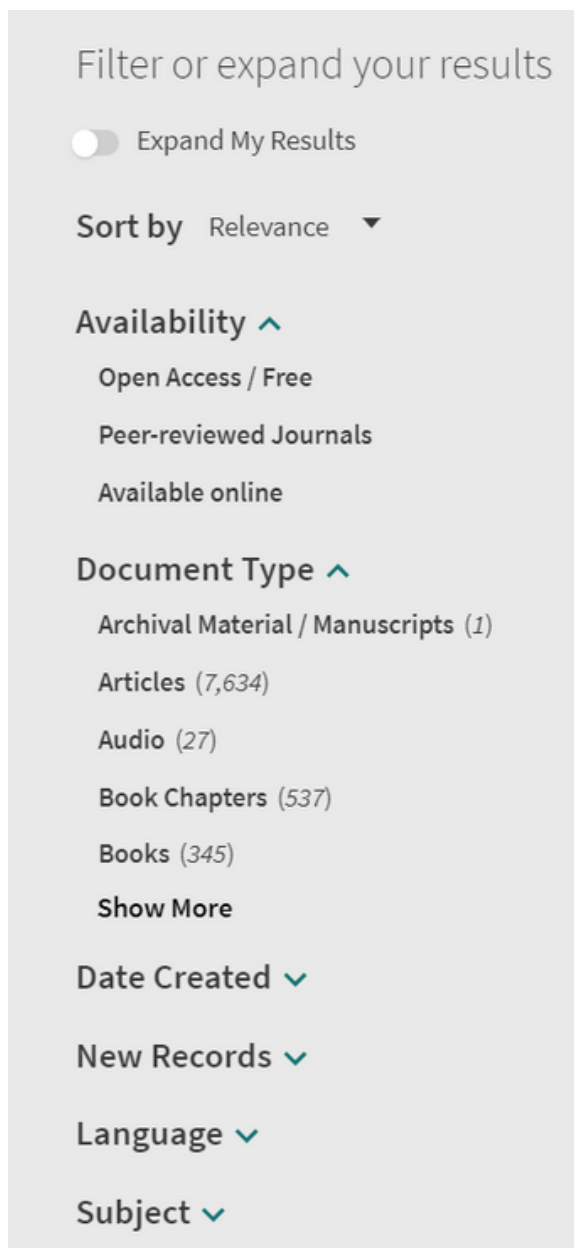 Filter or expand your results
Expand My Results
Sort by Relevance
Availability
Open Access / Free
Peer-reviewed Journals
Available online
Document Type
Archival Material / Manuscripts (1)
Articles (7,634)
Audio (27)
Book Chapters (537)
Books (345)
Show More
Date Created
New Records
Language
Subject